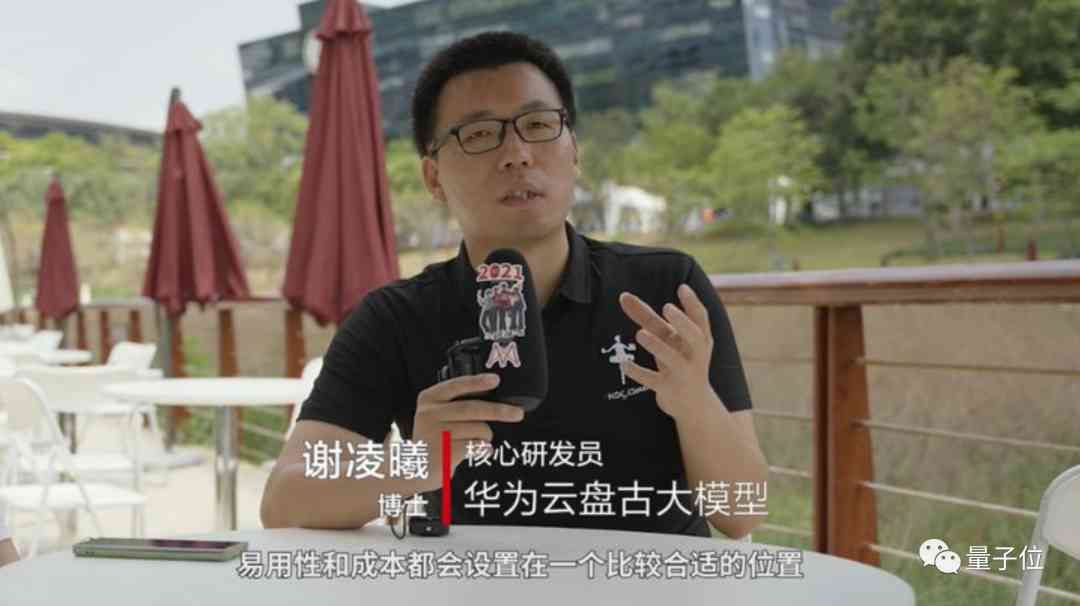 2021
谢凌曦
博士
核心研发员
华为云盘古大模型
易用性和成本都会设置在一个比较合适的位置
量子位